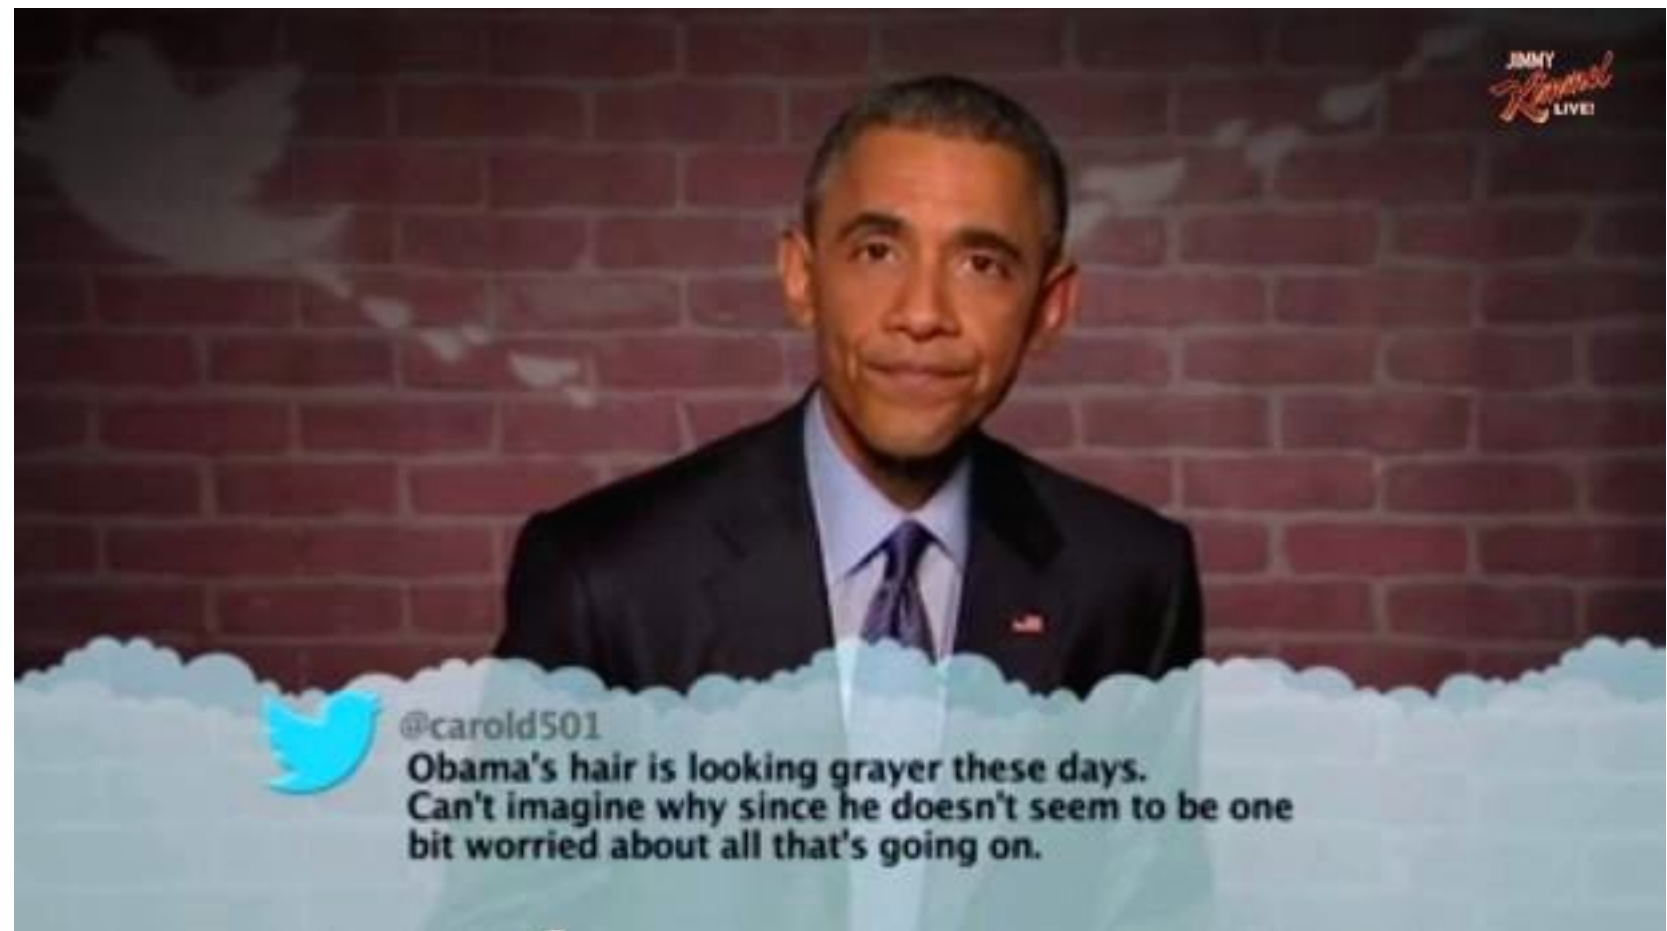 JIMMY
Kimmel
LIVE!
@carold501
Obama's hair is looking grayer these days.
Can't imagine why since he doesn't seem to be one
bit worried about all that's going on.